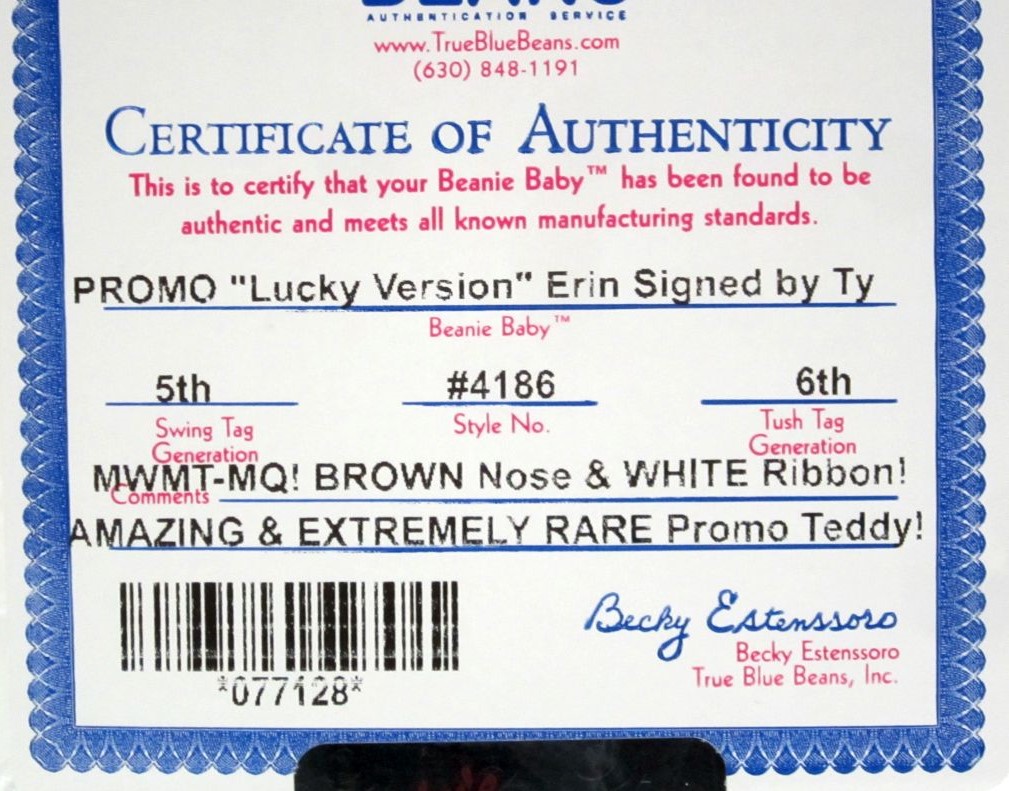 AUTHENTICATION SERVICE
www.TrueBlueBeans.com
(630) 848-1191
CERTIFICATE OF AUTHENTICITY
This is to certify that your Beanie Baby™ has been found to be
authentic and meets all known manufacturing standards.
PROMO "Lucky Version" Erin Signed by Ty
Beanie Baby™
5th #4186 6th
Swing Tag Generation Style No. Tush Tag Generation
MWMT-MQ! BROWN Nose & WHITE Ribbon!
Comments
AMAZING & EXTREMELY RARE Promo Teddy!
Becky Estenssoro
Becky Estenssoro
True Blue Beans, Inc.
*077128*